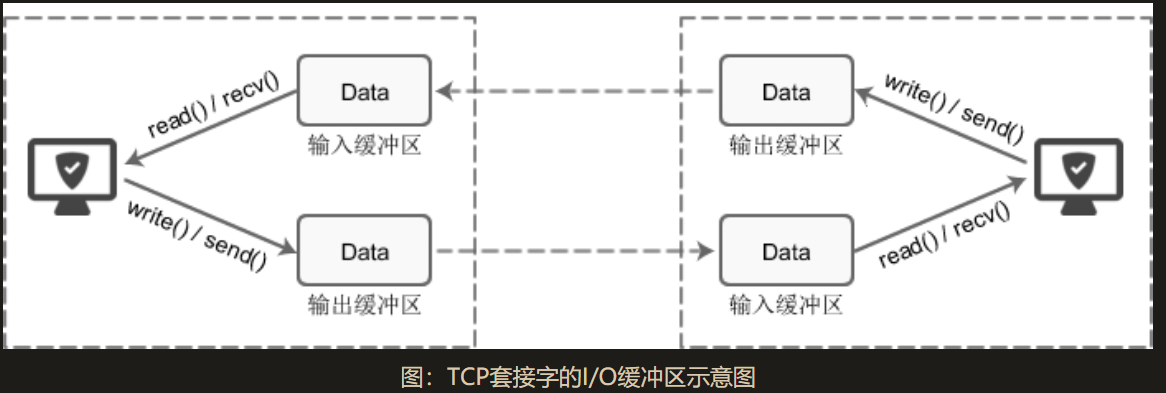 Data
Data
read() / recv()
write() / send()
输入缓冲区
输出缓冲区
write() / send()
Data
Data
read() / recv()
输出缓冲区
输入缓冲区
图：TCP套接字的I/O缓冲区示意图